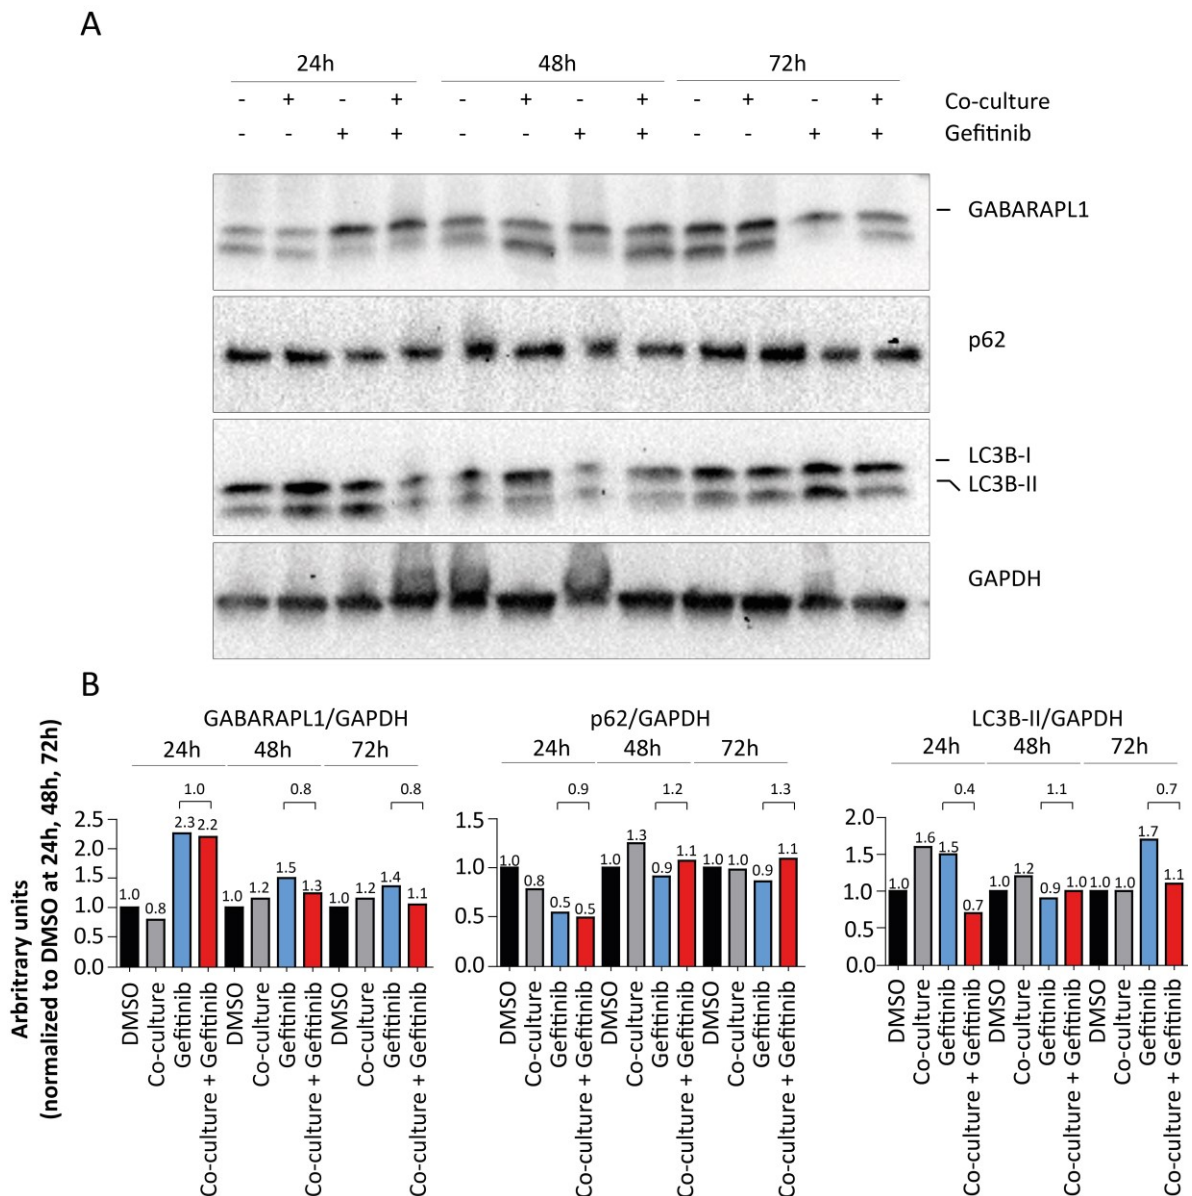 A
24h 48h 72h
- + - + - + - + - + - + Co-culture
- - + + - - + + - - + + Gefitinib
GABARAPL1
p62
LC3B-I
LC3B-II
GAPDH
B
Arbritrary units
(normalized to DMSO at 24h, 48h, 72h)
GABARAPL1/GAPDH
24h 48h 72h
1.0 0.8 0.8
2.5
2.0
1.5
1.0
0.5
0.0
1.0 0.8 2.3 2.2 1.0 1.2 1.5 1.3 1.0 1.2 1.4 1.1
DMSO
Co-culture
Gefitinib
Co-culture + Gefitinib
DMSO
Co-culture
Gefitinib
Co-culture + Gefitinib
DMSO
Co-culture
Gefitinib
Co-culture + Gefitinib
p62/GAPDH
24h 48h 72h
0.9 1.2 1.3
1.5
1.0
0.5
0.0
1.0 0.8 0.5 0.5 1.0 1.3 0.9 1.1 1.0 1.0 0.9 1.1
DMSO
Co-culture
Gefitinib
Co-culture + Gefitinib
DMSO
Co-culture
Gefitinib
Co-culture + Gefitinib
DMSO
Co-culture
Gefitinib
Co-culture + Gefitinib
LC3B-II/GAPDH
24h 48h 72h
0.4 1.1 0.7
2.0
1.5
1.0
0.5
0.0
1.0 1.6 1.5 0.7 1.0 1.2 0.9 1.0 1.0 1.0 1.7 1.1
DMSO
Co-culture
Gefitinib
Co-culture + Gefitinib
DMSO
Co-culture
Gefitinib
Co-culture + Gefitinib
DMSO
Co-culture
Gefitinib
Co-culture + Gefitinib